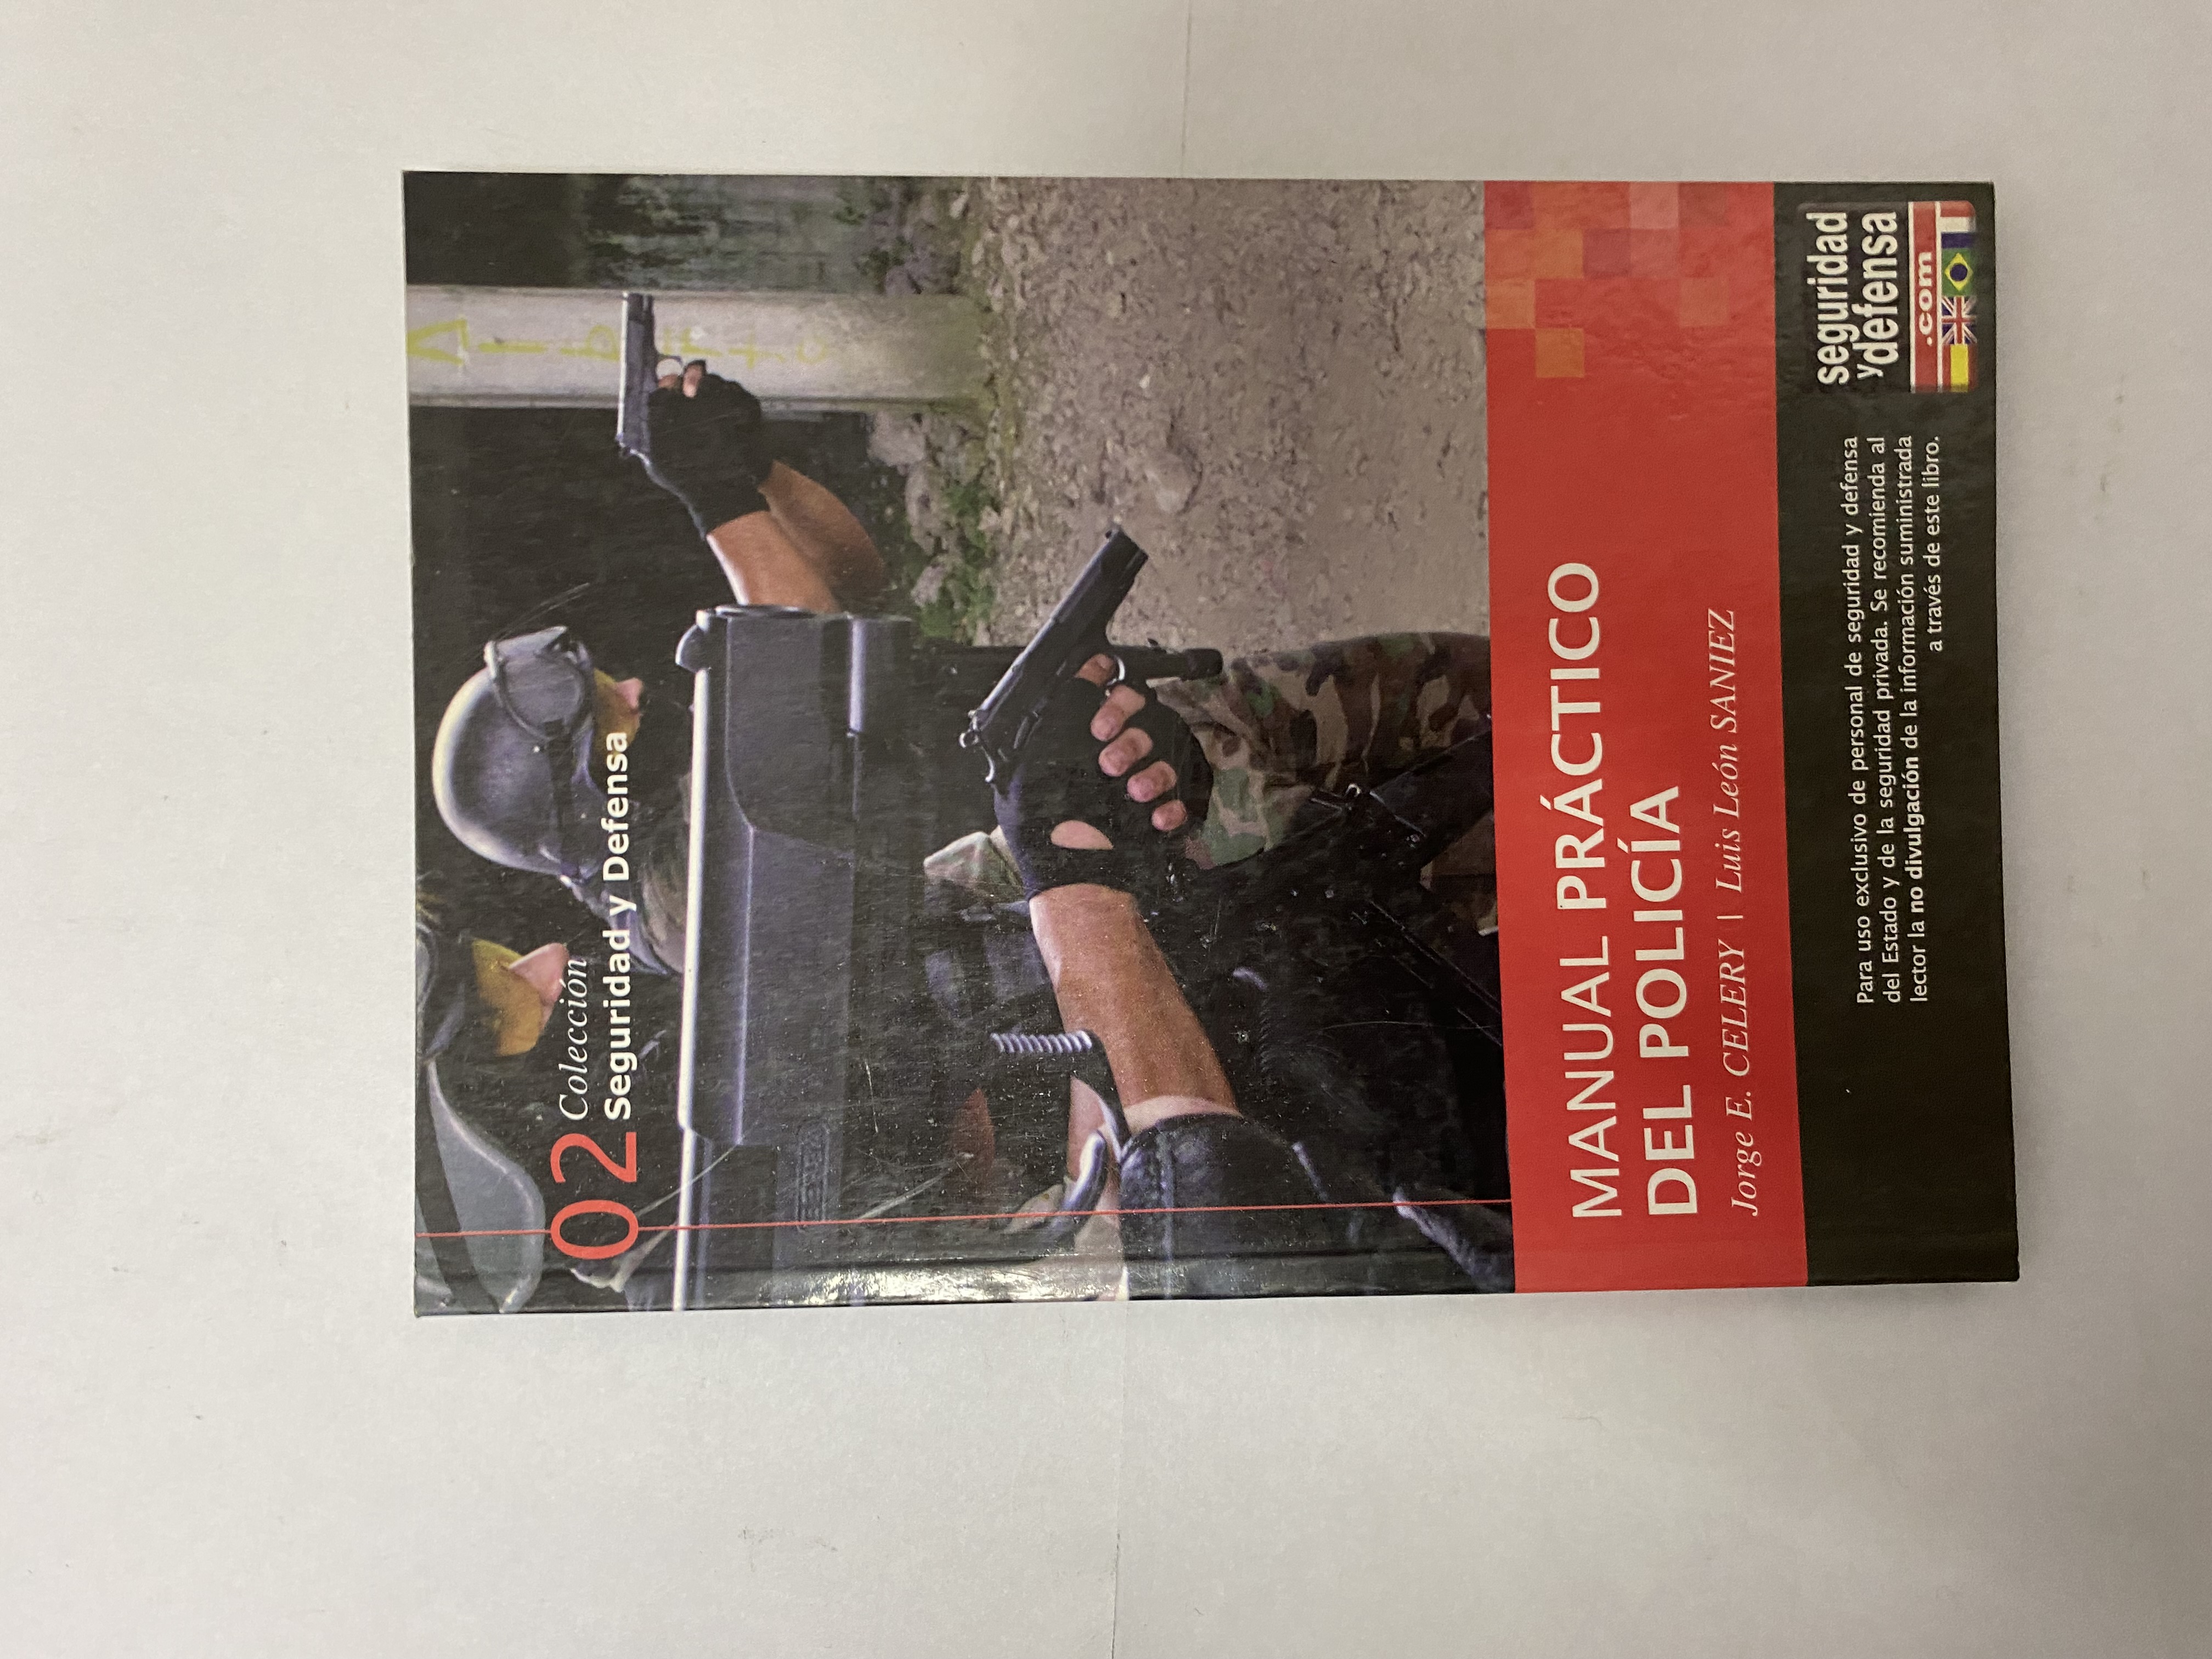 02
Colección
Seguridad y Defensa
MANUAL PRÁCTICO
DEL POLICÍA
Jorge E. CELERY | Luis León SANIEZ
Para uso exclusivo de personal de seguridad y defensa
del Estado y de la seguridad privada. Se recomienda al
lector la no divulgación de la información suministrada
a través de este libro.
seguridad
y defensa
.com